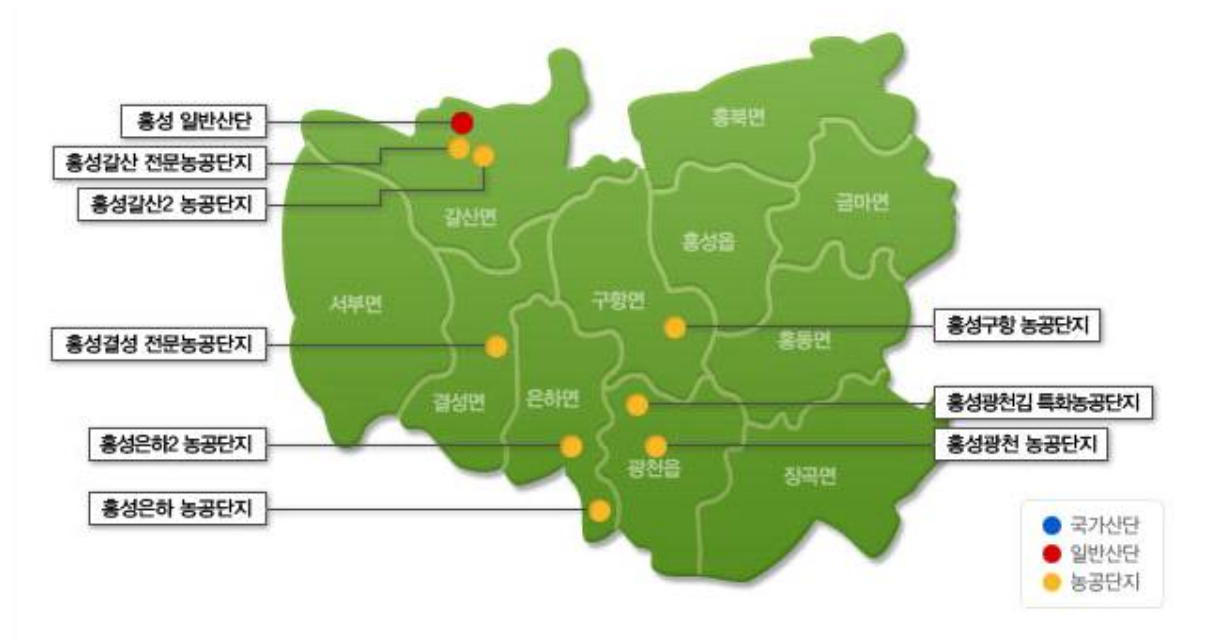 홍북면
홍성 일반산단
홍성갈산 전문농공단지
홍성갈산2 농공단지
금마면
갈산면
홍성읍
서부면
구항면
홍성구항 농공단지
홍동면
홍성결성 전문농공단지
결성면
은하면
홍성광천김 특화농공단지
홍성은하2 농공단지
홍성광천 농공단지
광천읍
장곡면
홍성은하 농공단지
국가산단
일반산단
농공단지